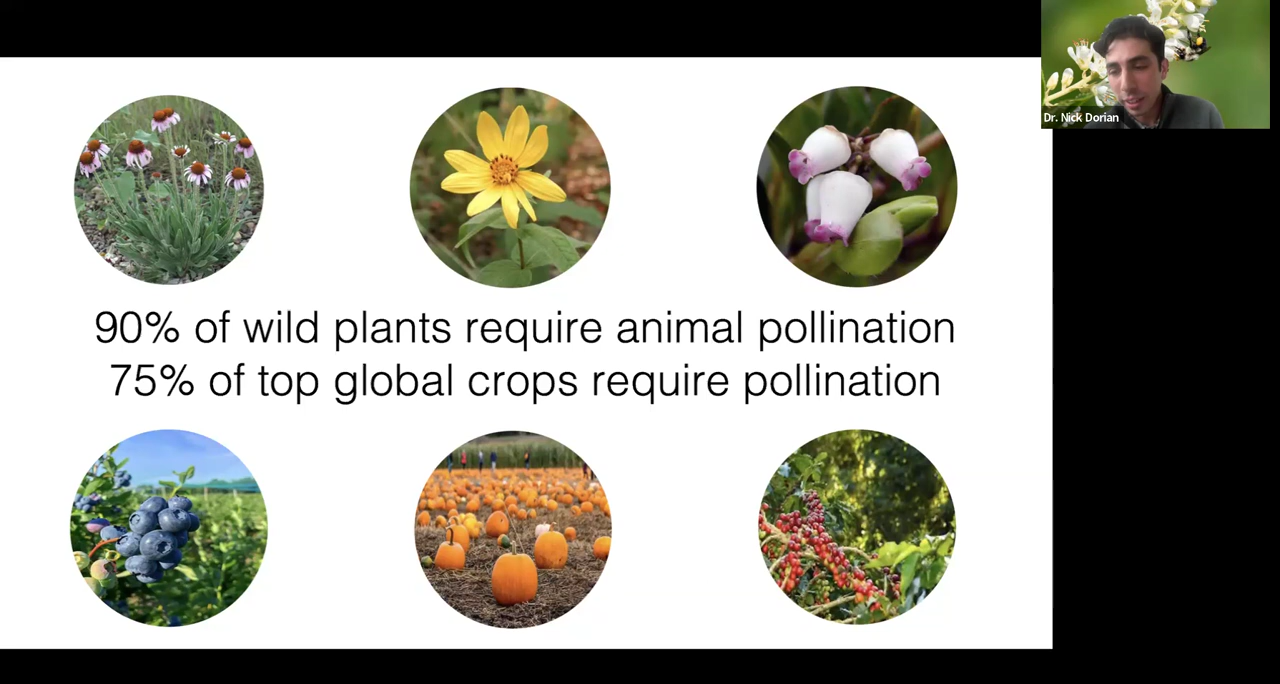 Dr. Nick Dorian
90% of wild plants require animal pollination
75% of top global crops require pollination